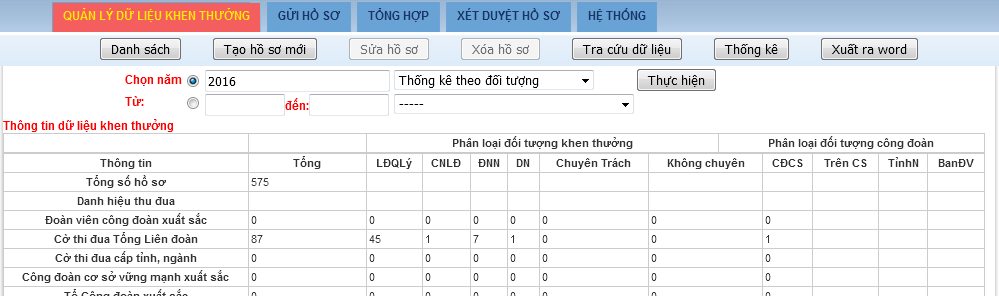 QUẢN LÝ DỮ LIỆU KHEN THƯỞNG GỬI HỒ SƠ TỔNG HỢP XÉT DUYỆT HỒ SƠ HỆ THỐNG
Danh sách Tạo hồ sơ mới Sửa hồ sơ Xóa hồ sơ Tra cứu dữ liệu Thống kê Xuất ra word
Chọn năm 2016 Thống kê theo đối tượng Thực hiện
Từ: đến: -----
Thông tin dữ liệu khen thưởng
Phân loại đối tượng khen thưởng Phân loại đối tượng công đoàn
Thông tin Tổng LĐQLý CNLĐ ĐNN DN Chuyên Trách Không chuyên CĐCS Trên CS TỉnhN BanĐV
Tổng số hồ sơ 575
Danh hiệu thu đua
Đoàn viên công đoàn xuất sắc 0 0 0 0 0 0 0 0
Cờ thi đua Tổng Liên đoàn 87 45 1 7 1 0 0 1
Cờ thi đua cấp tỉnh, ngành 0 0 0 0 0 0 0 0
Công đoàn cơ sở vững mạnh xuất sắc 0 0 0 0 0 0 0 0
Tổ Công đoàn xuất sắc 0 0 0 0 0 0 0 0